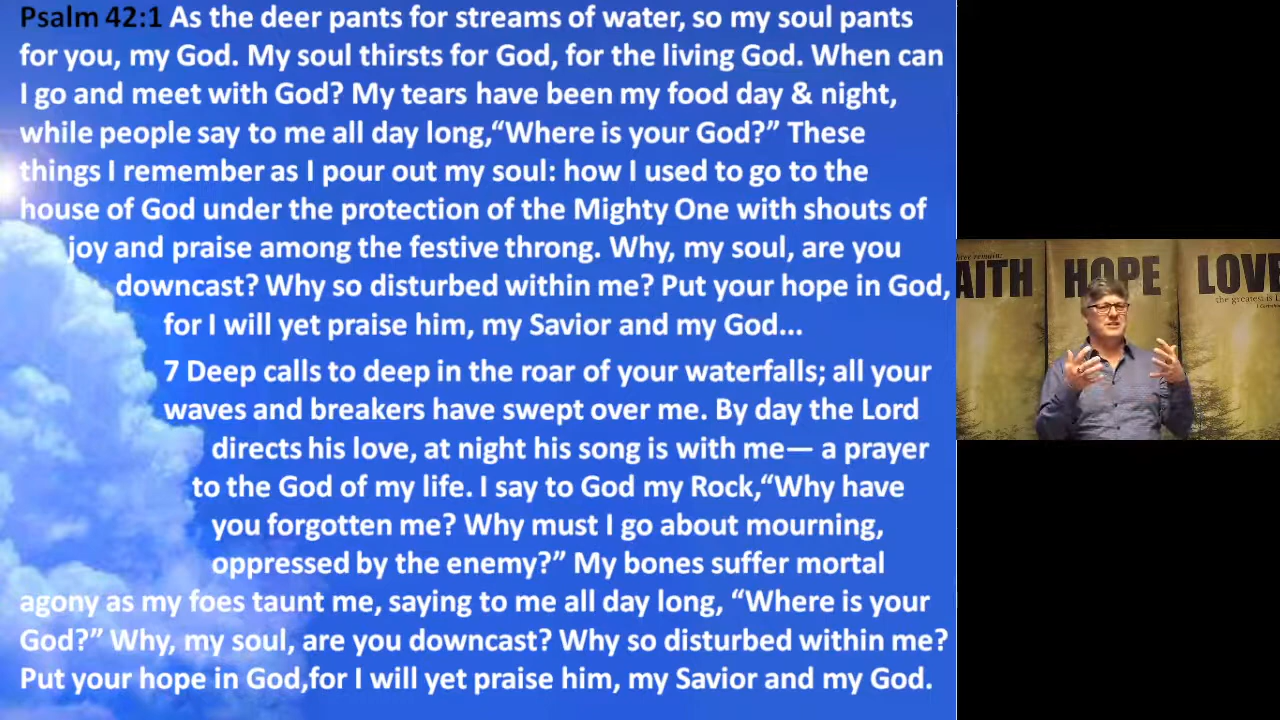 Psalm 42:1 As the deer pants for streams of water, so my soul pants
for you, my God. My soul thirsts for God, for the living God. When can
I go and meet with God? My tears have been my food day & night,
while people say to me all day long,“Where is your God?” These
things I remember as I pour out my soul: how I used to go to the
house of God under the protection of the Mighty One with shouts of
joy and praise among the festive throng. Why, my soul, are you
downcast? Why so disturbed within me? Put your hope in God,
for I will yet praise him, my Savior and my God...
7 Deep calls to deep in the roar of your waterfalls; all your
waves and breakers have swept over me. By day the Lord
directs his love, at night his song is with me— a prayer
to the God of my life. I say to God my Rock,“Why have
you forgotten me? Why must I go about mourning,
oppressed by the enemy?” My bones suffer mortal
agony as my foes taunt me, saying to me all day long, “Where is your
God?” Why, my soul, are you downcast? Why so disturbed within me?
Put your hope in God,for I will yet praise him, my Savior and my God.
remain:
AITH HOPE LOVE
the greatest is